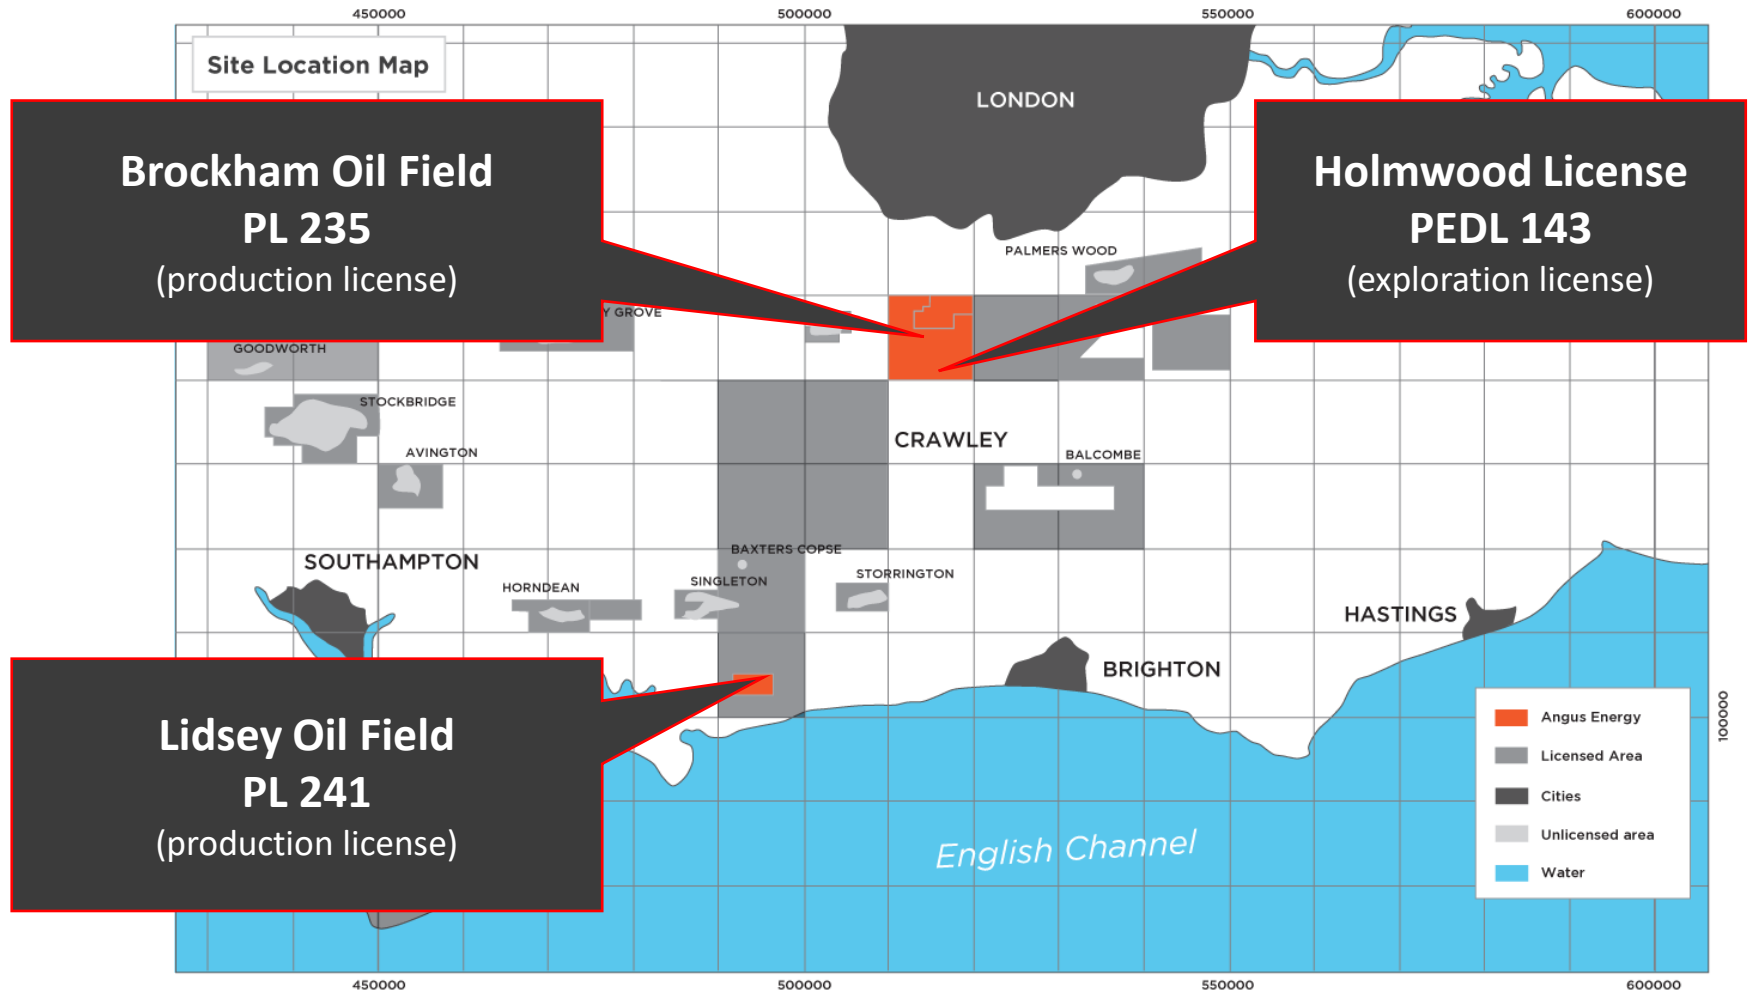 450000
500000
550000
600000
Site Location Map
LONDON
Brockham Oil Field
PL 235
(production license)
Holmwood License
PEDL 143
(exploration license)
PALMERS WOOD
Y GROVE
GOODWORTH
STOCKBRIDGE
AVINGTON
CRAWLEY
BALCOMBE
SOUTHAMPTON
BAXTERS COPSE
HORNDEAN
SINGLETON
STORRINGTON
HASTINGS
BRIGHTON
Lidsey Oil Field
PL 241
(production license)
English Channel
Angus Energy
Licensed Area
Cities
Unlicensed area
Water
100000
450000
500000
550000
600000